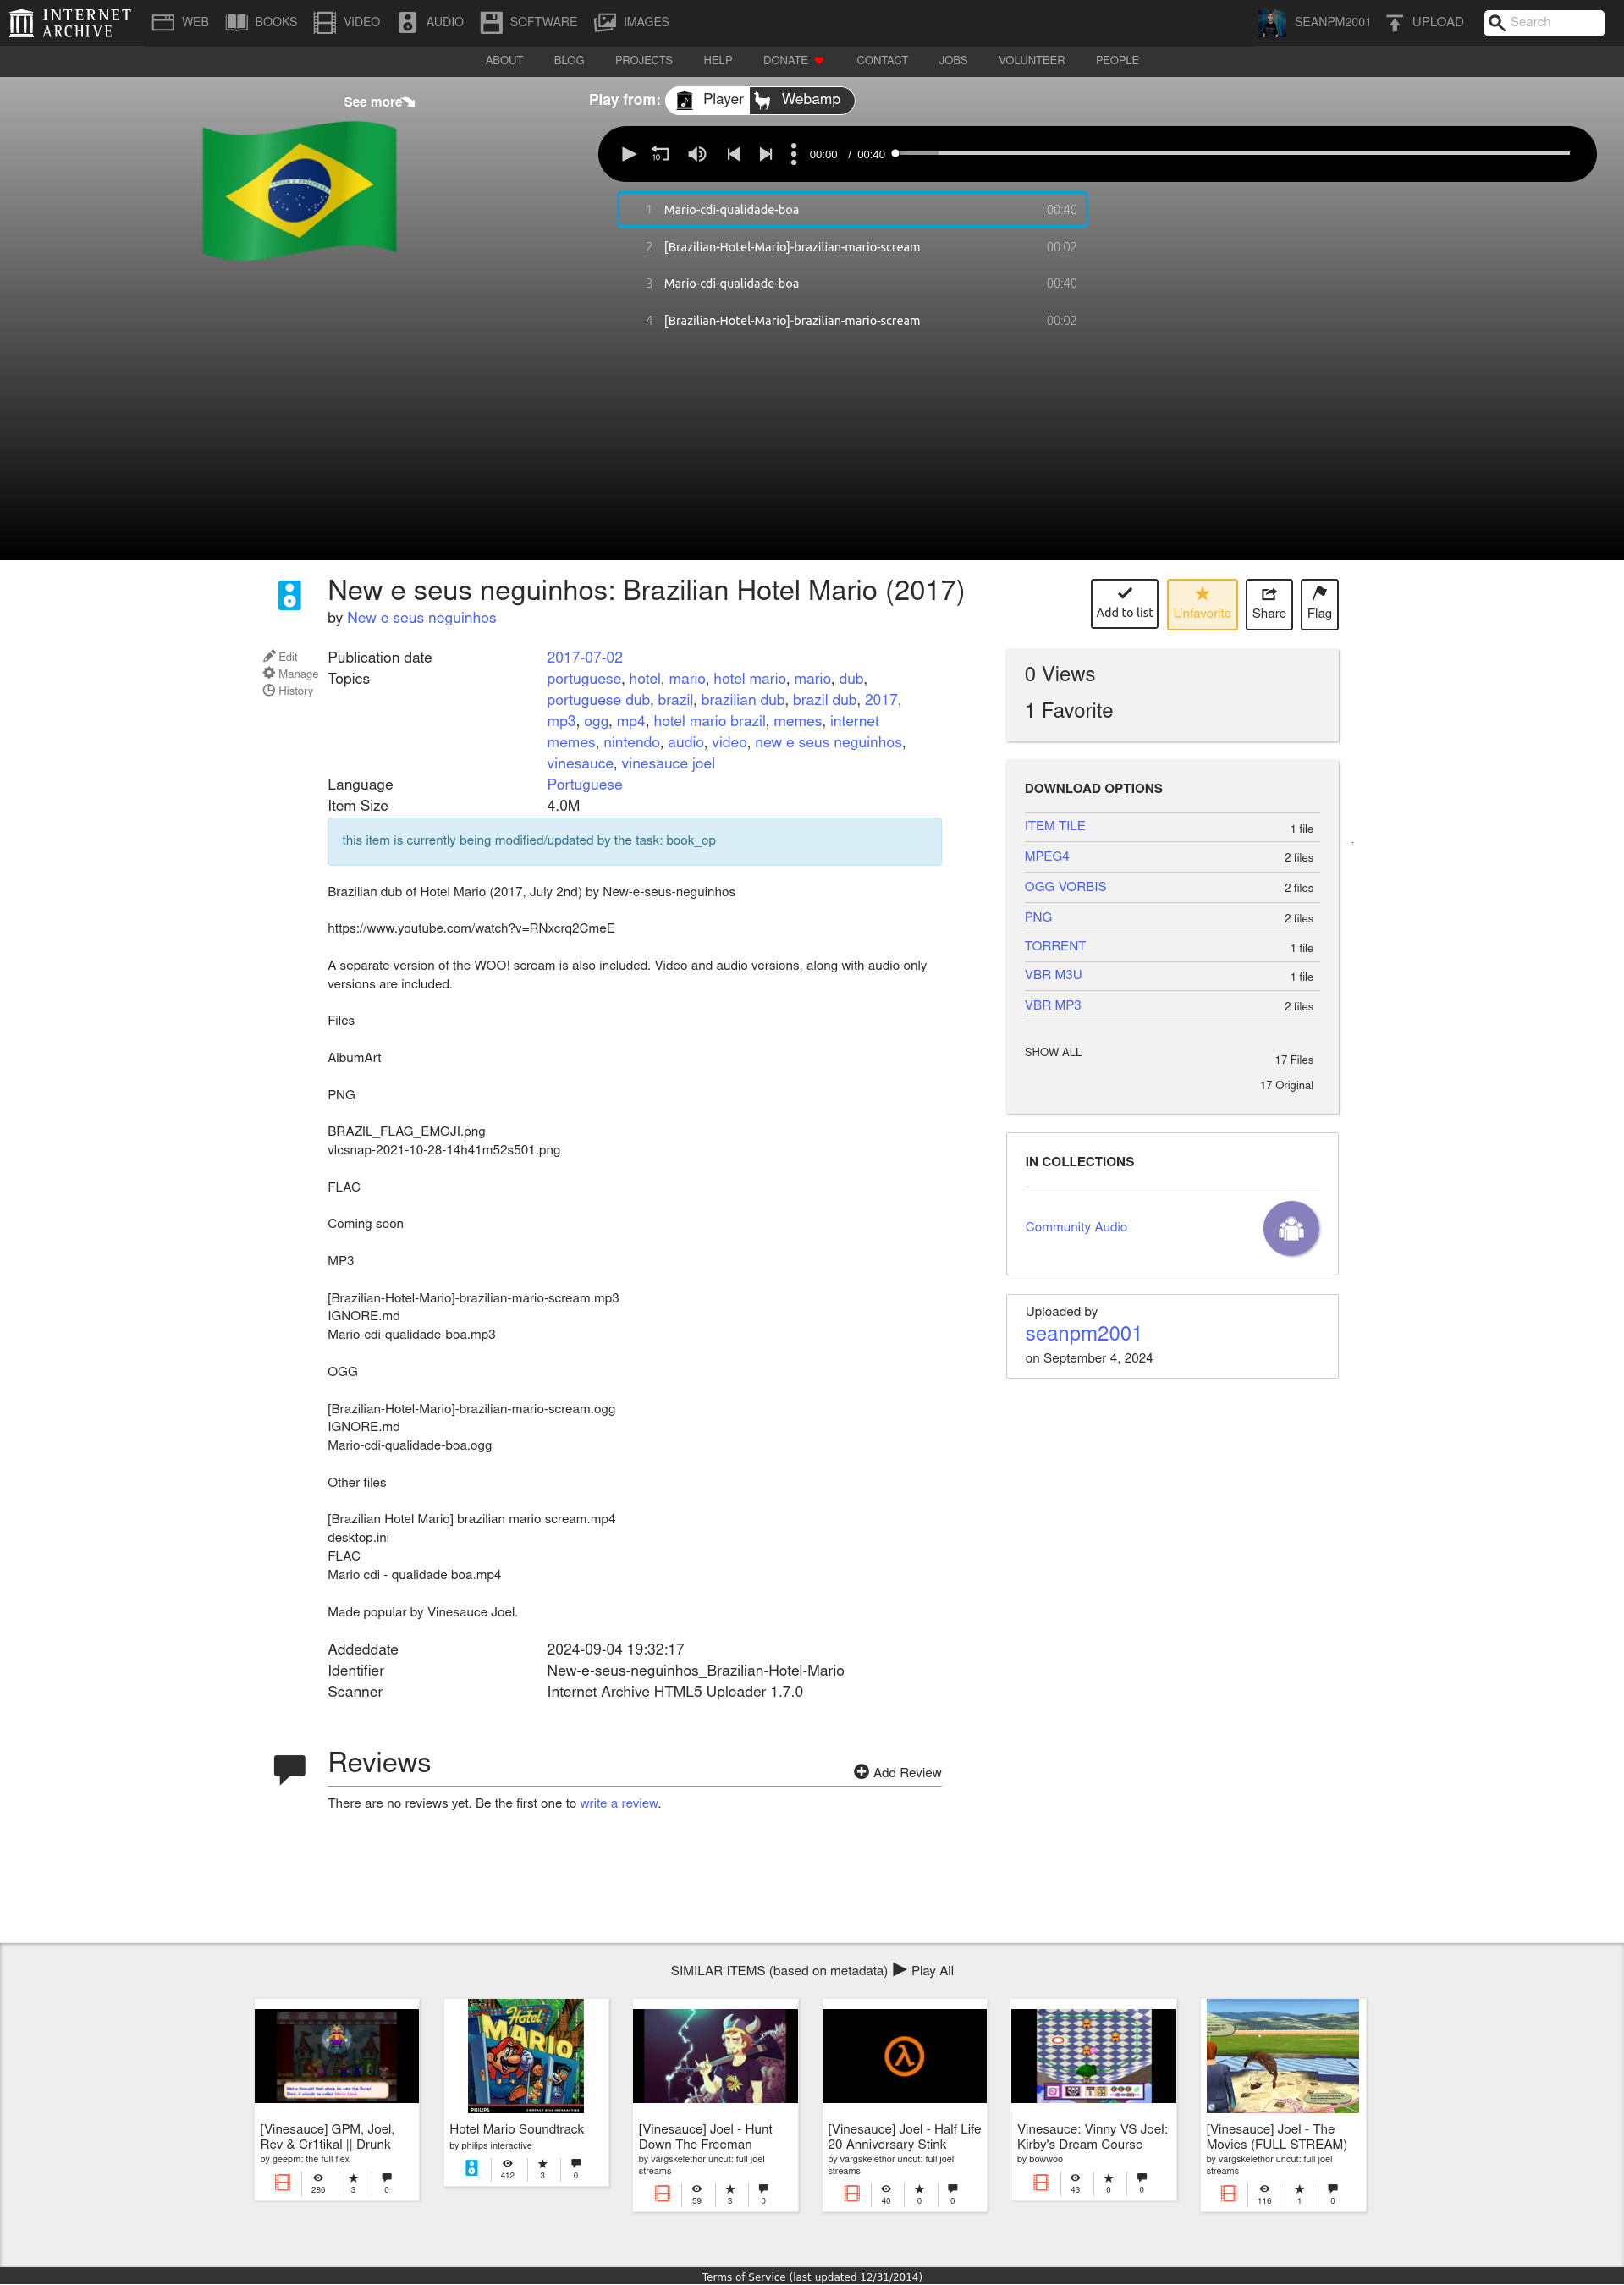 INTERNET ARCHIVE WEB BOOKS VIDEO AUDIO SOFTWARE IMAGES SEANPM2001 UPLOAD Search
ABOUT BLOG PROJECTS HELP DONATE CONTACT JOBS VOLUNTEER PEOPLE
See more
Play from: Player Webamp
10 00:00 / 00:40
1 Mario-cdi-qualidade-boa 00:40
2 [Brazilian-Hotel-Mario]-brazilian-mario-scream 00:02
3 Mario-cdi-qualidade-boa 00:40
4 [Brazilian-Hotel-Mario]-brazilian-mario-scream 00:02
New e seus neguinhos: Brazilian Hotel Mario (2017)
by New e seus neguinhos
Add to list Unfavorite Share Flag
Edit
Manage
History
Publication date 2017-07-02
Topics portuguese, hotel, mario, hotel mario, mario, dub,
portuguese dub, brazil, brazilian dub, brazil dub, 2017,
mp3, ogg, mp4, hotel mario brazil, memes, internet
memes, nintendo, audio, video, new e seus neguinhos,
vinesauce, vinesauce joel
Language Portuguese
Item Size 4.0M
this item is currently being modified/updated by the task: book_op
Brazilian dub of Hotel Mario (2017, July 2nd) by New-e-seus-neguinhos
https://www.youtube.com/watch?v=RNxcrq2CmeE
A separate version of the WOO! scream is also included. Video and audio versions, along with audio only
versions are included.
Files
AlbumArt
PNG
BRAZIL_FLAG_EMOJI.png
vlcsnap-2021-10-28-14h41m52s501.png
FLAC
Coming soon
MP3
[Brazilian-Hotel-Mario]-brazilian-mario-scream.mp3
IGNORE.md
Mario-cdi-qualidade-boa.mp3
OGG
[Brazilian-Hotel-Mario]-brazilian-mario-scream.ogg
IGNORE.md
Mario-cdi-qualidade-boa.ogg
Other files
[Brazilian Hotel Mario] brazilian mario scream.mp4
desktop.ini
FLAC
Mario cdi - qualidade boa.mp4
Made popular by Vinesauce Joel.
Addeddate 2024-09-04 19:32:17
Identifier New-e-seus-neguinhos_Brazilian-Hotel-Mario
Scanner Internet Archive HTML5 Uploader 1.7.0
0 Views
1 Favorite
DOWNLOAD OPTIONS
ITEM TILE 1 file
MPEG4 2 files
OGG VORBIS 2 files
PNG 2 files
TORRENT 1 file
VBR M3U 1 file
VBR MP3 2 files
SHOW ALL 17 Files
17 Original
IN COLLECTIONS
Community Audio
Uploaded by
seanpm2001
on September 4, 2024
Reviews
Add Review
There are no reviews yet. Be the first one to write a review.
SIMILAR ITEMS (based on metadata) Play All
[Vinesauce] GPM, Joel,
Rev & Cr1tikal || Drunk
by geepm: the full flex
286 3 0
Hotel
MARIO
PHILIPS
Hotel Mario Soundtrack
by philips interactive
412 3 0
[Vinesauce] Joel - Hunt
Down The Freeman
by vargskelethor uncut: full joel
streams
59 3 0
[Vinesauce] Joel - Half Life
20 Anniversary Stink
by vargskelethor uncut: full joel
streams
40 0 0
Vinesauce: Vinny VS Joel:
Kirby's Dream Course
by bowwoo
43 0 0
[Vinesauce] Joel - The
Movies (FULL STREAM)
by vargskelethor uncut: full joel
streams
116 1 0
Terms of Service (last updated 12/31/2014)